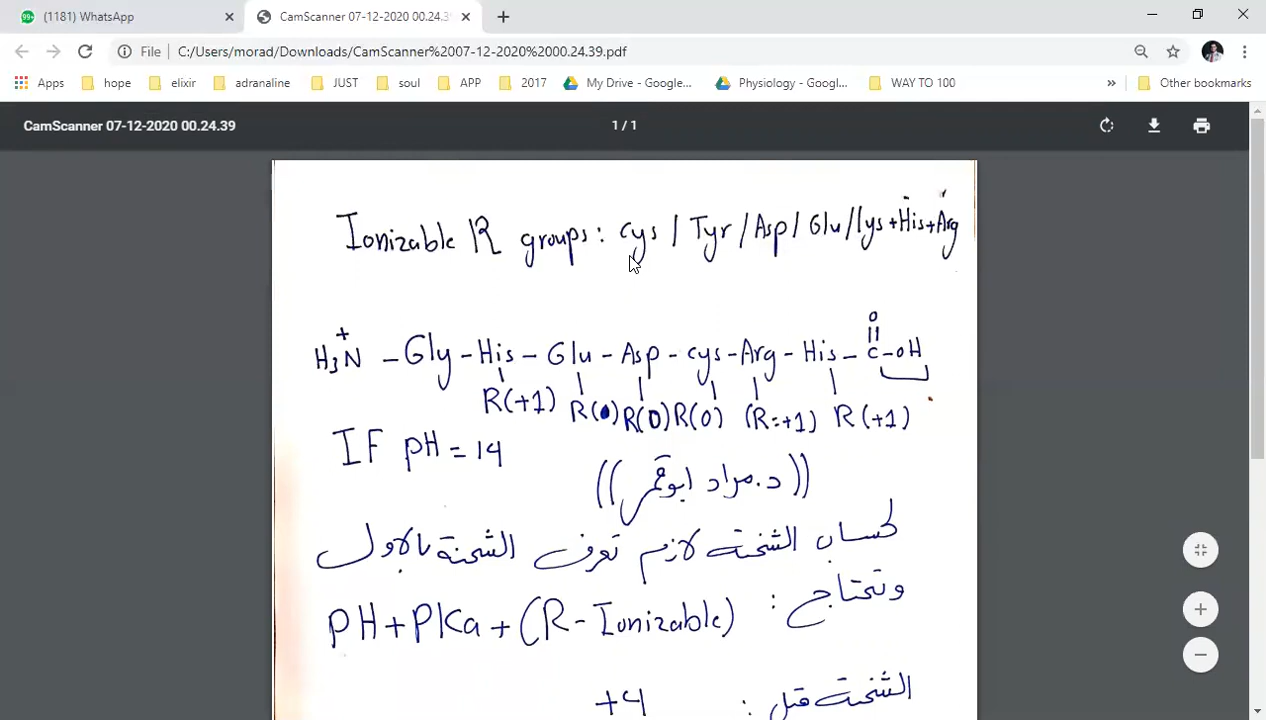 (1181) WhatsApp
CamScanner 07-12-2020 00.24.3
File C:/Users/morad/Downloads/CamScanner%2007-12-2020%2000.24.39.pdf
Apps hope elixir adranaline JUST soul APP 2017 My Drive - Google... Physiology - Googl... WAY TO 100 » Other bookmarks
CamScanner 07-12-2020 00.24.39 1 / 1
Ionizable R groups: cys / Tyr / Asp / Glu / lys + His + Arg
O
H3N+ - Gly - His - Glu - Asp - cys - Arg - His - C - OH
R(+1) R(0) R(0) R(0) (R=+1) R(+1)
IF pH = 14
((د. مراد ابو قمر))
لحساب الشحنة لازم تعرف الشحنة بالاول
وتحتاج :
pH + PKa + (R - Ionizable)
الشحنة قبل : +4